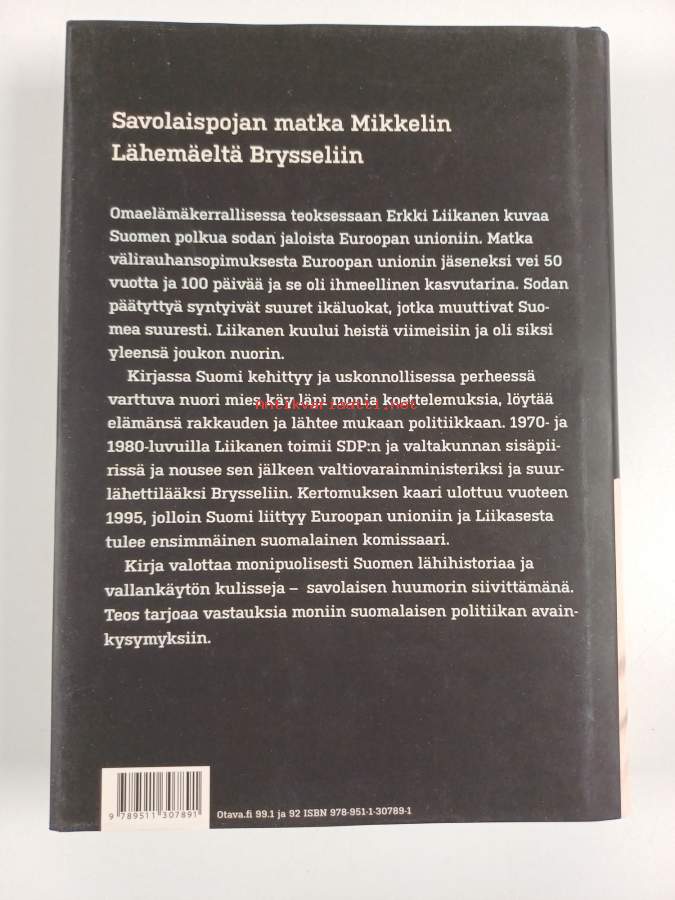 Savolaispojan matka Mikkelin
Lähemäeltä Brysseliin
Omaelämäkerrallisessa teoksessaan Erkki Liikanen kuvaa
Suomen polkua sodan jaloista Euroopan unioniin. Matka
välirauhansopimuksesta Euroopan unionin jäseneksi vei 50
vuotta ja 100 päivää ja se oli ihmeellinen kasvutarina. Sodan
päätyttyä syntyivät suuret ikäluokat, jotka muuttivat Suo-
mea suuresti. Liikanen kuului heistä viimeisiin ja oli siksi
yleensä joukon nuorin.
Kirjassa Suomi kehittyy ja uskonnollisessa perheessä
varttuva nuori mies käy läpi monia koettelemuksia, löytää
antikvariaatti.net
elämänsä rakkauden ja lähtee mukaan politiikkaan. 1970- ja
1980-luvuilla Liikanen toimii SDP:n ja valtakunnan sisäpii-
rissä ja nousee sen jälkeen valtiovarainministeriksi ja suur-
lähettilääksi Brysseliin. Kertomuksen kaari ulottuu vuoteen
1995, jolloin Suomi liittyy Euroopan unioniin ja Liikasesta
tulee ensimmäinen suomalainen komissaari.
Kirja valottaa monipuolisesti Suomen lähihistoriaa ja
vallankäytön kulisseja – savolaisen huumorin siivittämänä.
Teos tarjoaa vastauksia moniin suomalaisen politiikan avain-
kysymyksiin.
9 789511 307891
Otava.fi 99.1 ja 92 ISBN 978-951-1-30789-1